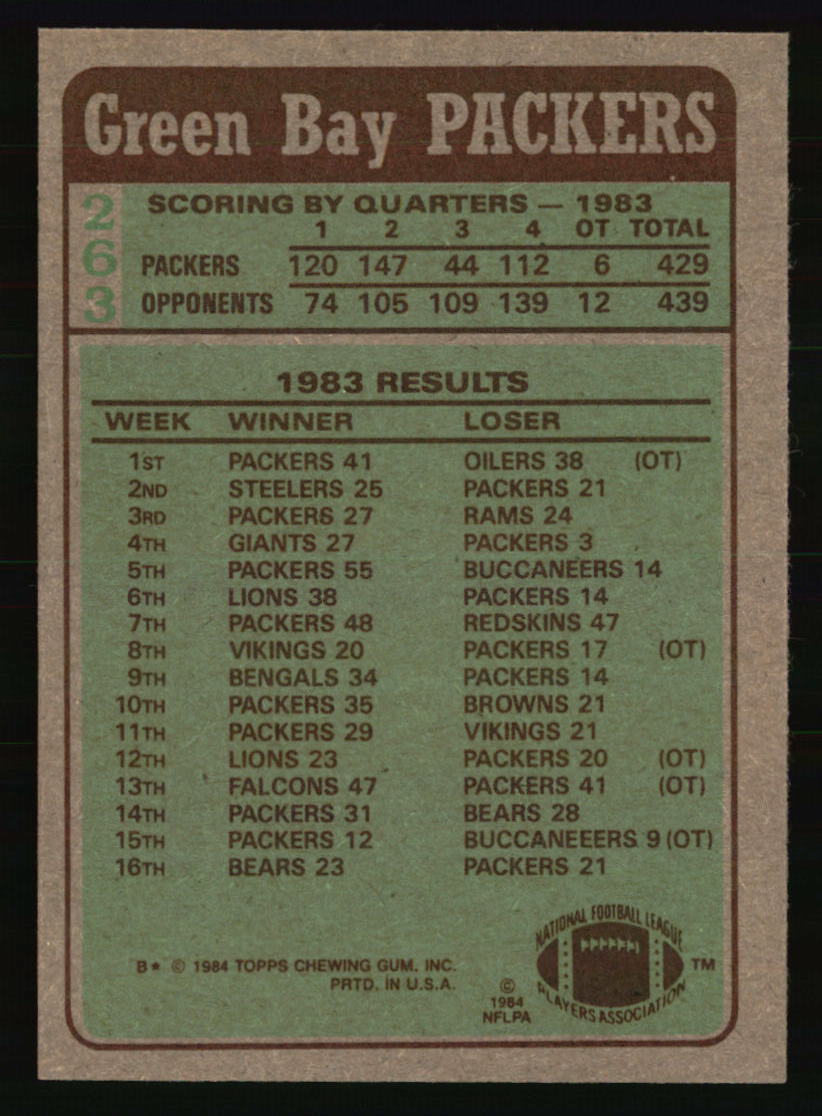 Green Bay PACKERS
263
SCORING BY QUARTERS — 1983
1 2 3 4 OT TOTAL
PACKERS 120 147 44 112 6 429
OPPONENTS 74 105 109 139 12 439
1983 RESULTS
WEEK WINNER LOSER
1ST PACKERS 41 OILERS 38 (OT)
2ND STEELERS 25 PACKERS 21
3RD PACKERS 27 RAMS 24
4TH GIANTS 27 PACKERS 3
5TH PACKERS 55 BUCCANEERS 14
6TH LIONS 38 PACKERS 14
7TH PACKERS 48 REDSKINS 47
8TH VIKINGS 20 PACKERS 17 (OT)
9TH BENGALS 34 PACKERS 14
10TH PACKERS 35 BROWNS 21
11TH PACKERS 29 VIKINGS 21
12TH LIONS 23 PACKERS 20 (OT)
13TH FALCONS 47 PACKERS 41 (OT)
14TH PACKERS 31 BEARS 28
15TH PACKERS 12 BUCCANEEERS 9 (OT)
16TH BEARS 23 PACKERS 21
B* © 1984 TOPPS CHEWING GUM, INC.
PRTD. IN U.S.A.
©
1984
NFLPA
NATIONAL FOOTBALL LEAGUE
PLAYERS ASSOCIATION
TM